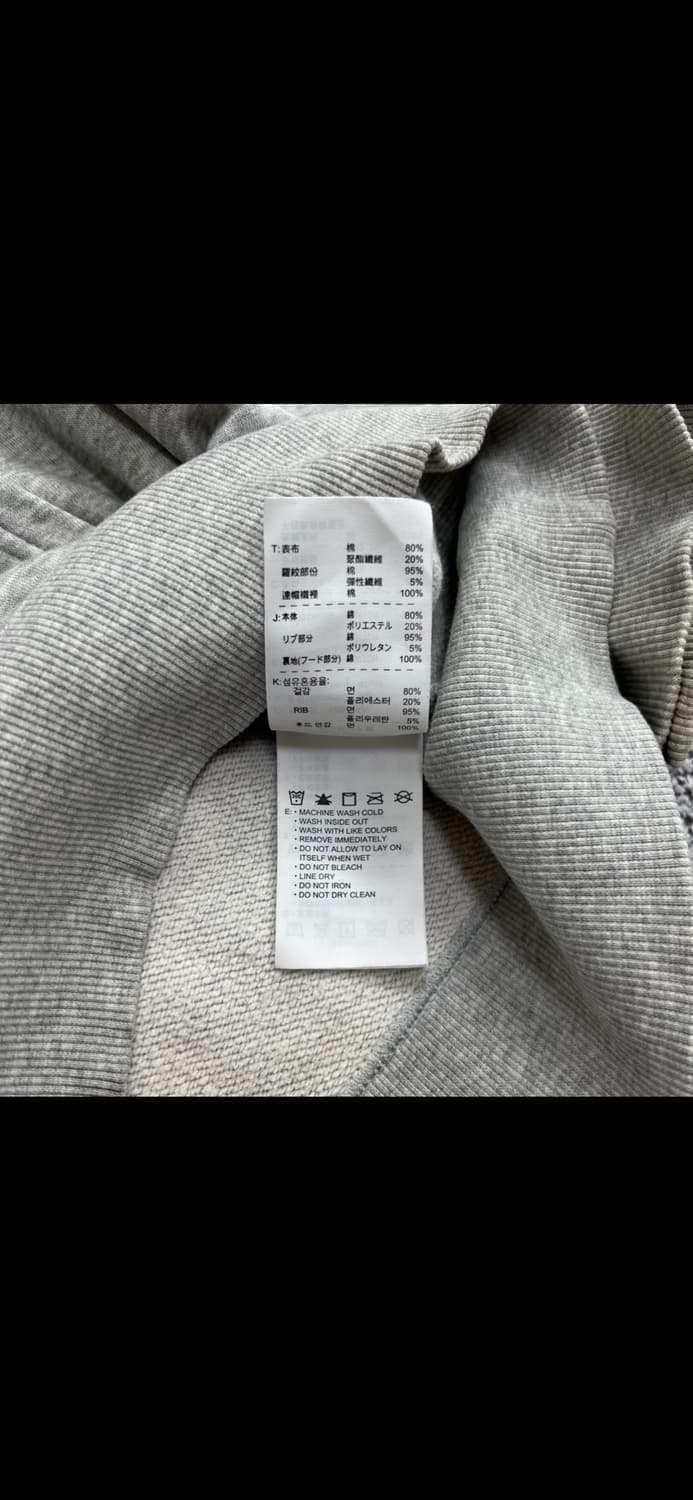 T:表布 棉 80%
聚酯纖維 20%
羅紋部份 棉 95%
彈性纖維 5%
連帽襯裡 棉 100%
J:本体 綿 80%
ポリエステル 20%
リブ部分 綿 95%
ポリウレタン 5%
裏地(フード部分) 綿 100%
K:섬유혼용율:
겉감 면 80%
폴리에스터 20%
RIB 면 95%
폴리우레탄 5%
후드 안감 면 100%
E: • MACHINE WASH COLD
• WASH INSIDE OUT
• WASH WITH LIKE COLORS
• REMOVE IMMEDIATELY
• DO NOT ALLOW TO LAY ON
ITSELF WHEN WET
• DO NOT BLEACH
• LINE DRY
• DO NOT IRON
• DO NOT DRY CLEAN